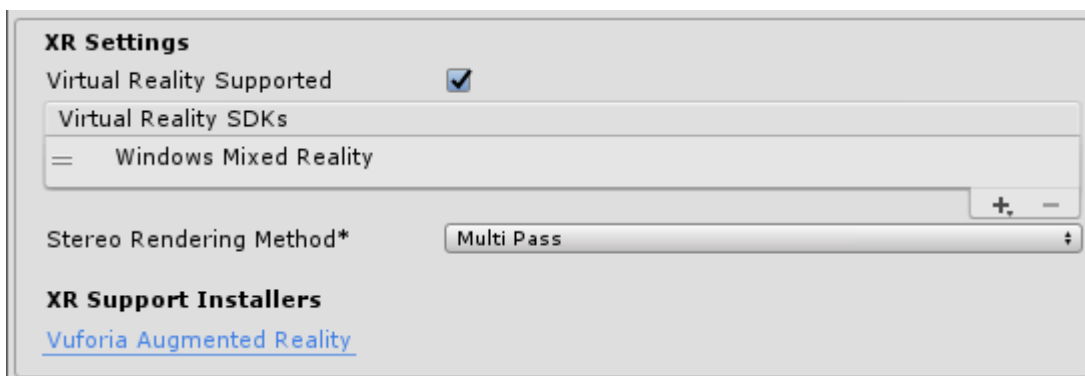 XR Settings
Virtual Reality Supported
Virtual Reality SDKs
Windows Mixed Reality
Stereo Rendering Method* Multi Pass
XR Support Installers
Vuforia Augmented Reality